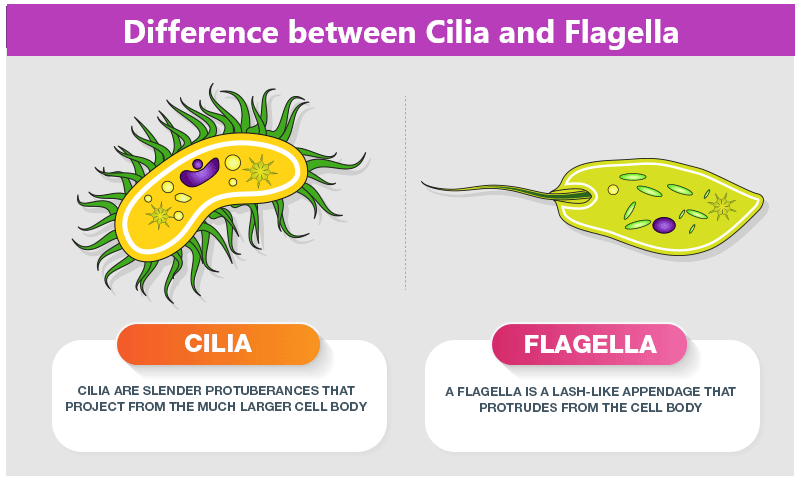 Difference between Cilia and Flagella
CILIA
CILIA ARE SLENDER PROTUBERANCES THAT
PROJECT FROM THE MUCH LARGER CELL BODY
FLAGELLA
A FLAGELLA IS A LASH-LIKE APPENDAGE THAT
PROTRUDES FROM THE CELL BODY